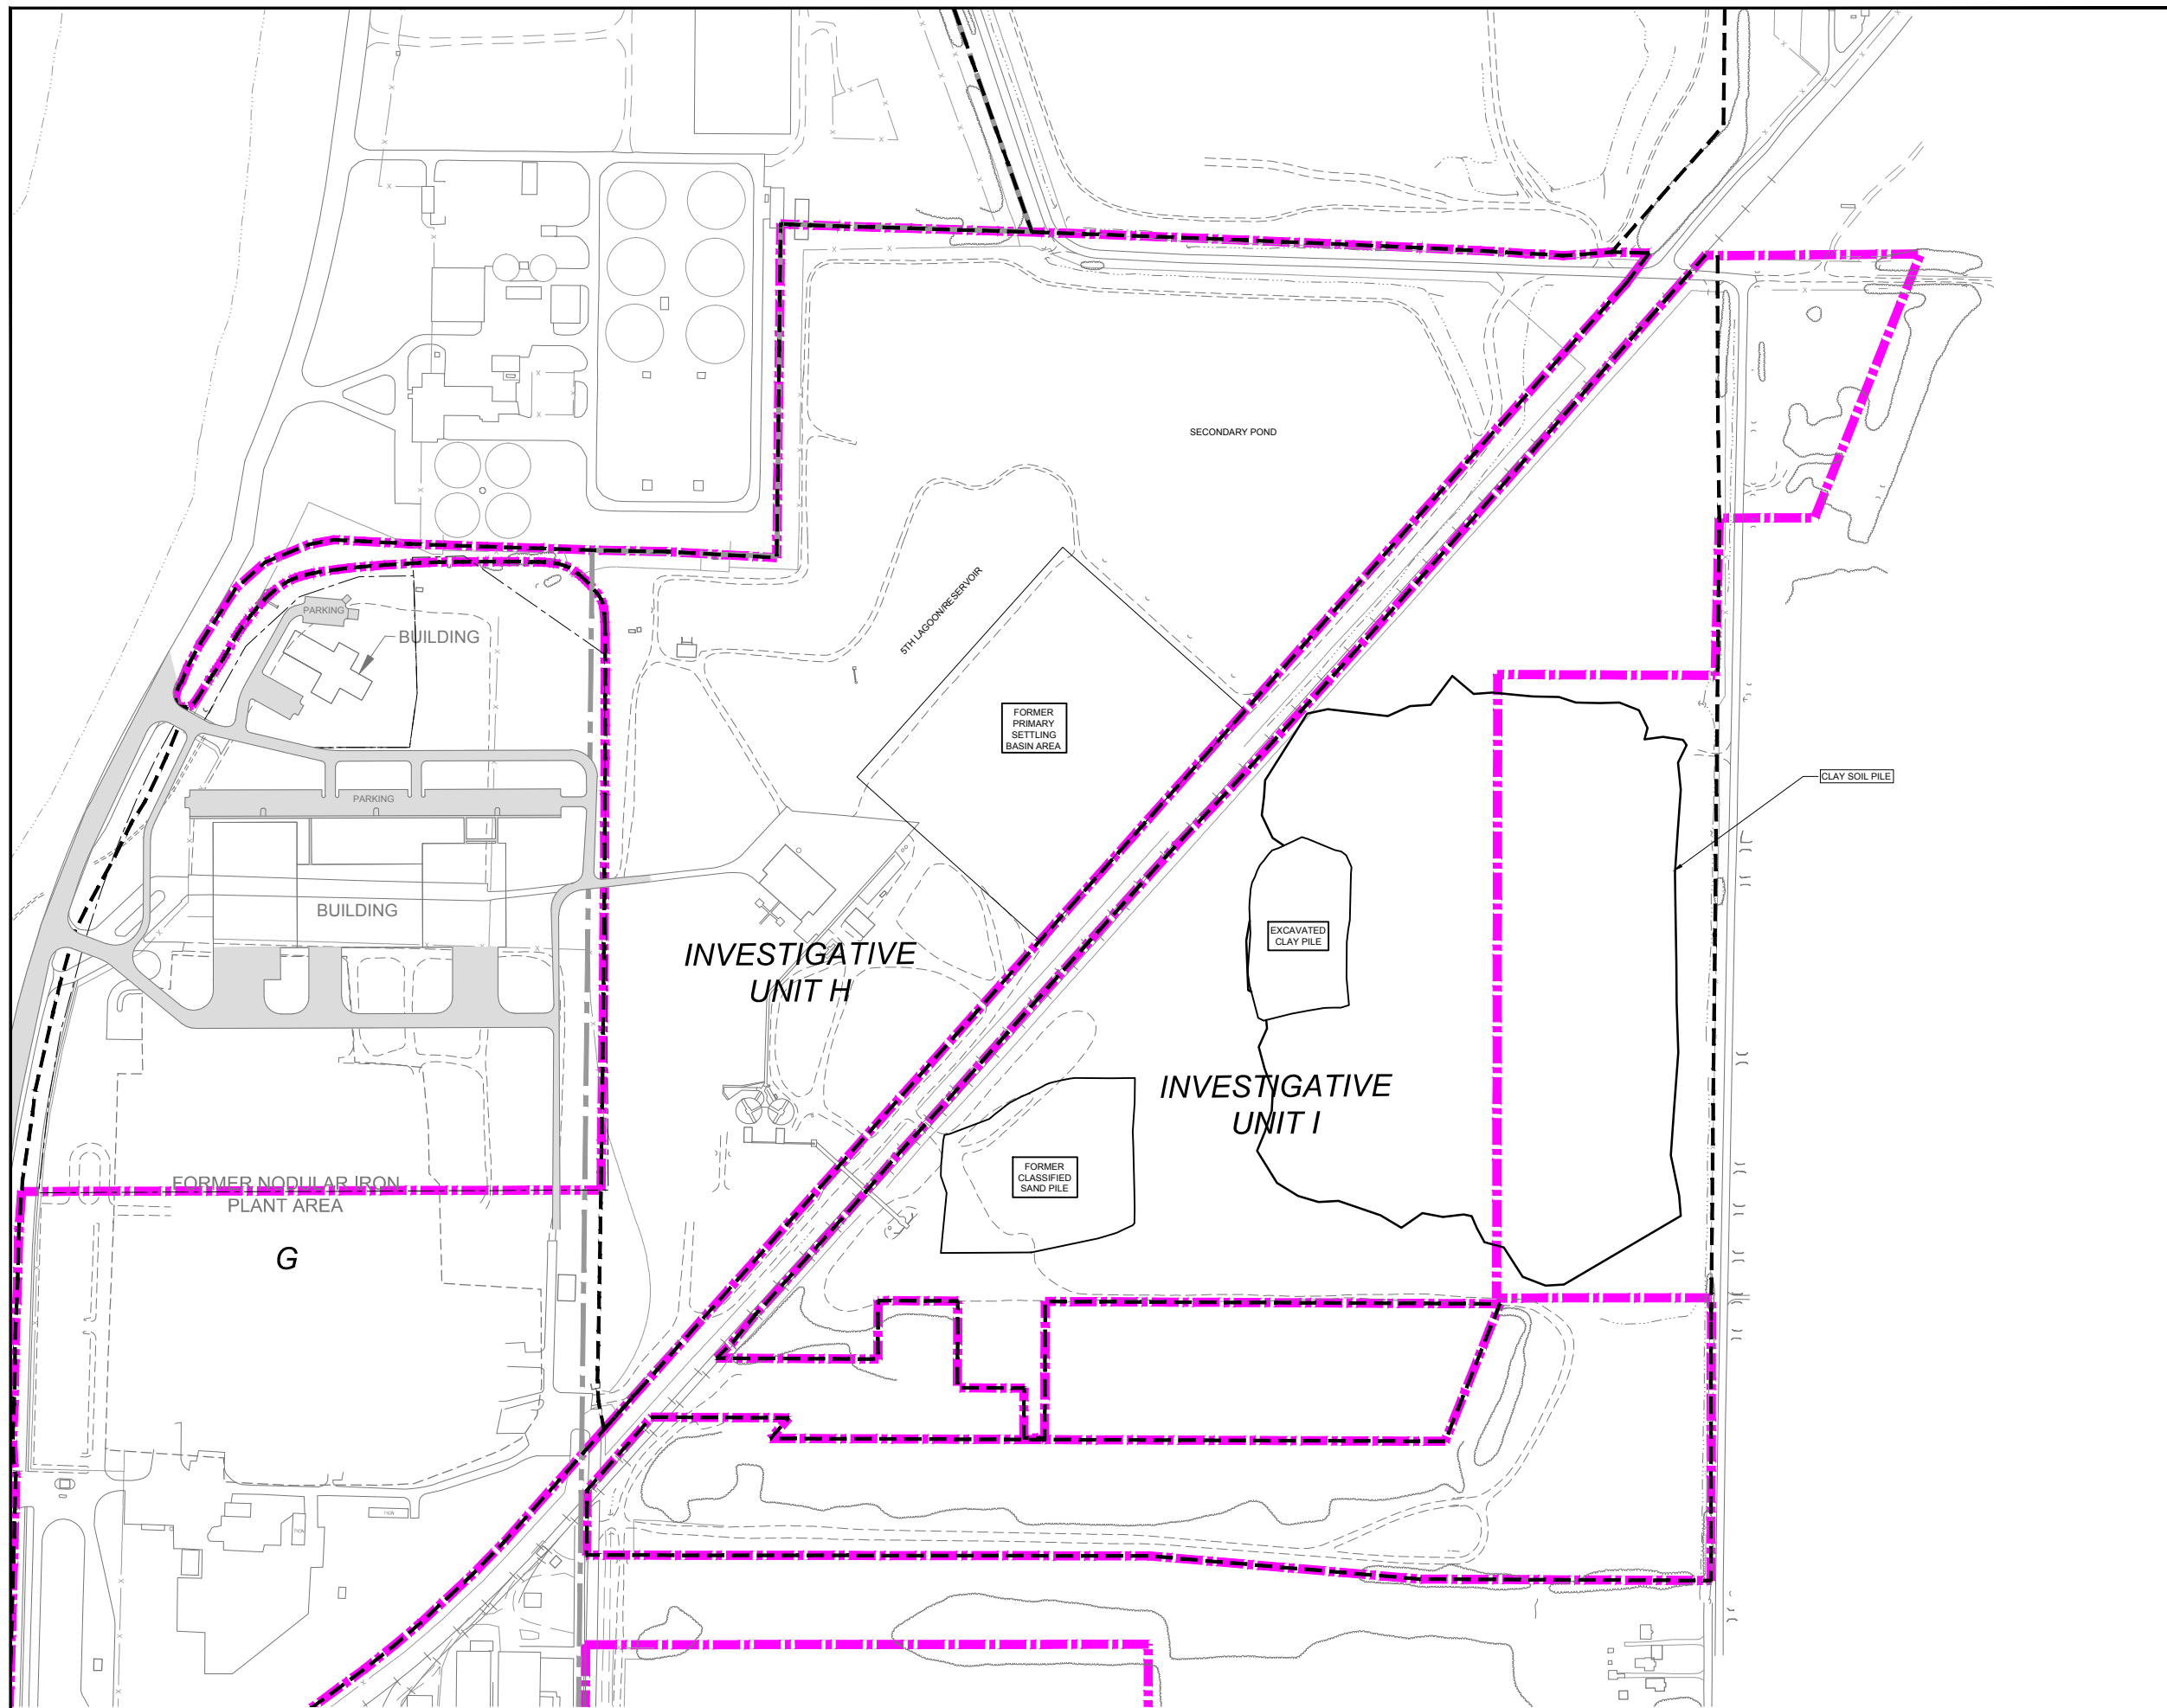 SECONDARY POND
5TH LAGOON/RESERVOIR
PARKING
BUILDING
FORMER
PRIMARY
SETTLING
BASIN AREA
CLAY SOIL PILE
PARKING
BUILDING
EXCAVATED
CLAY PILE
INVESTIGATIVE
UNIT H
INVESTIGATIVE
UNIT I
FORMER
CLASSIFIED
SAND PILE
FORMER NODULAR IRON
PLANT AREA
G